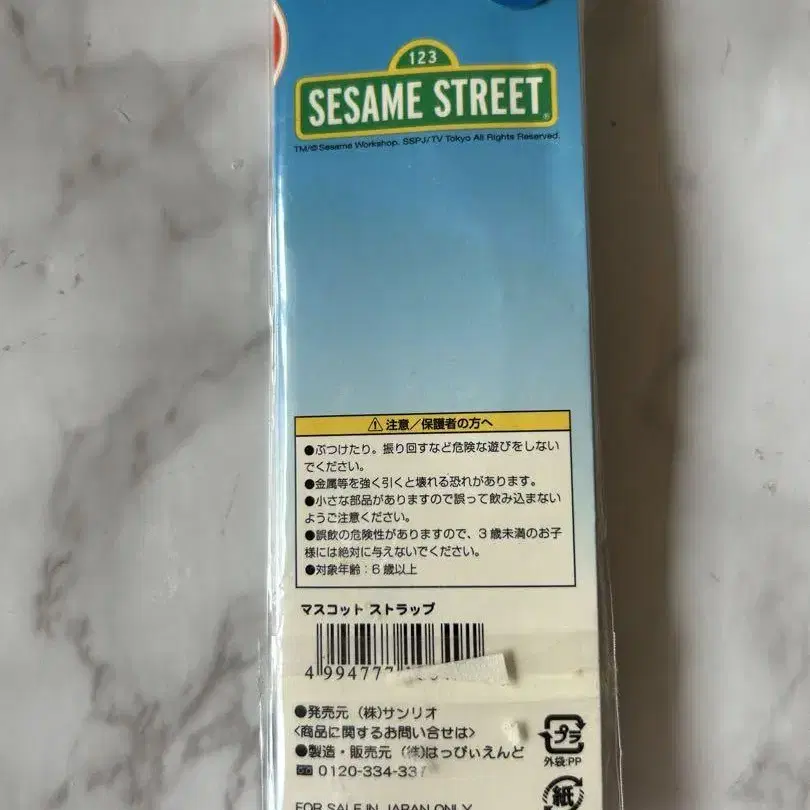 123
SESAME STREET®
TM/©Sesame Workshop. SSPJ/TV Tokyo All Rights Reserved.
⚠注意／保護者の方へ
●ぶつけたり。振り回すなど危険な遊びをしない
でください。
●金属等を強く引くと壊れる恐れがあります。
●小さな部品がありますので誤って飲み込まない
ようご注意ください。
●誤飲の危険性がありますので、3歳未満のお子
様には絶対に与えないでください。
●対象年齢：6歳以上
マスコット ストラップ
4 994777
●発売元（株）サンリオ
〈商品に関するお問い合せは〉
●製造・販売元（株）はっぴぃえんど
0120-334-337
プラ
外袋:PP
紙
FOR SALE IN JAPAN ONLY